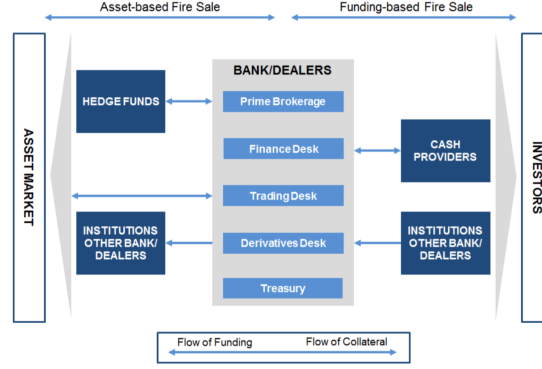 Asset-based Fire Sale
Funding-based Fire Sale
ASSET MARKET
HEDGE FUNDS
INSTITUTIONS
OTHER BANK/
DEALERS
BANK/DEALERS
Prime Brokerage
Finance Desk
Trading Desk
Derivatives Desk
Treasury
CASH
PROVIDERS
INSTITUTIONS
OTHER BANK/
DEALERS
INVESTORS
Flow of Funding
Flow of Collateral